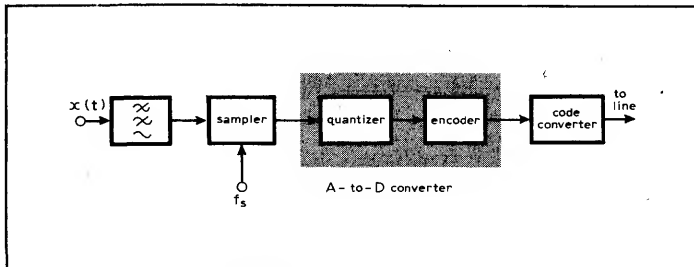 x(t)
sampler
quantizer
encoder
code
converter
to
line
f_s
A-to-D converter